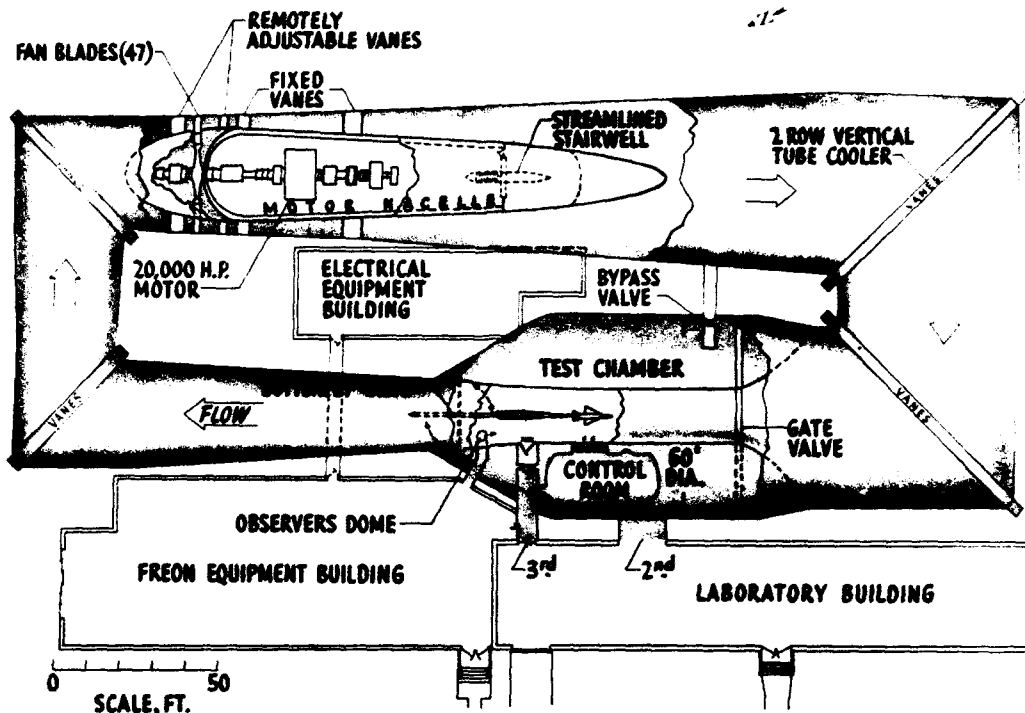 REMOTELY
ADJUSTABLE VANES
FAN BLADES(47)
FIXED
VANES
STREAMLINED
STAIRWELL
2 ROW VERTICAL
TUBE COOLER
VANES
MOTOR NACELLE
20,000 H.P.
MOTOR
ELECTRICAL
EQUIPMENT
BUILDING
BYPASS
VALVE
TEST CHAMBER
VANES
FLOW
VANES
GATE
VALVE
60'
DIA.
CONTROL
ROOM
OBSERVERS DOME
3rd
2nd
FREON EQUIPMENT BUILDING
LABORATORY BUILDING
0 50
SCALE, FT.